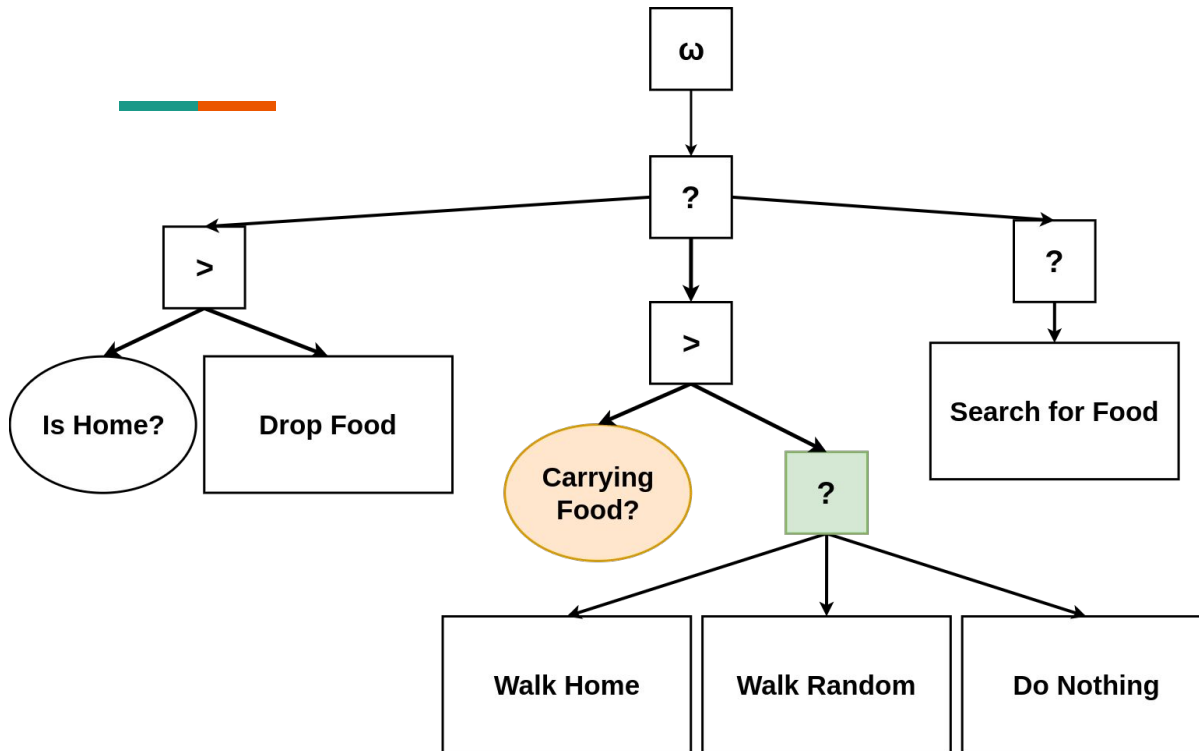 ω
?
>
?
>
Is Home?
Drop Food
Search for Food
Carrying
Food?
?
Walk Home
Walk Random
Do Nothing